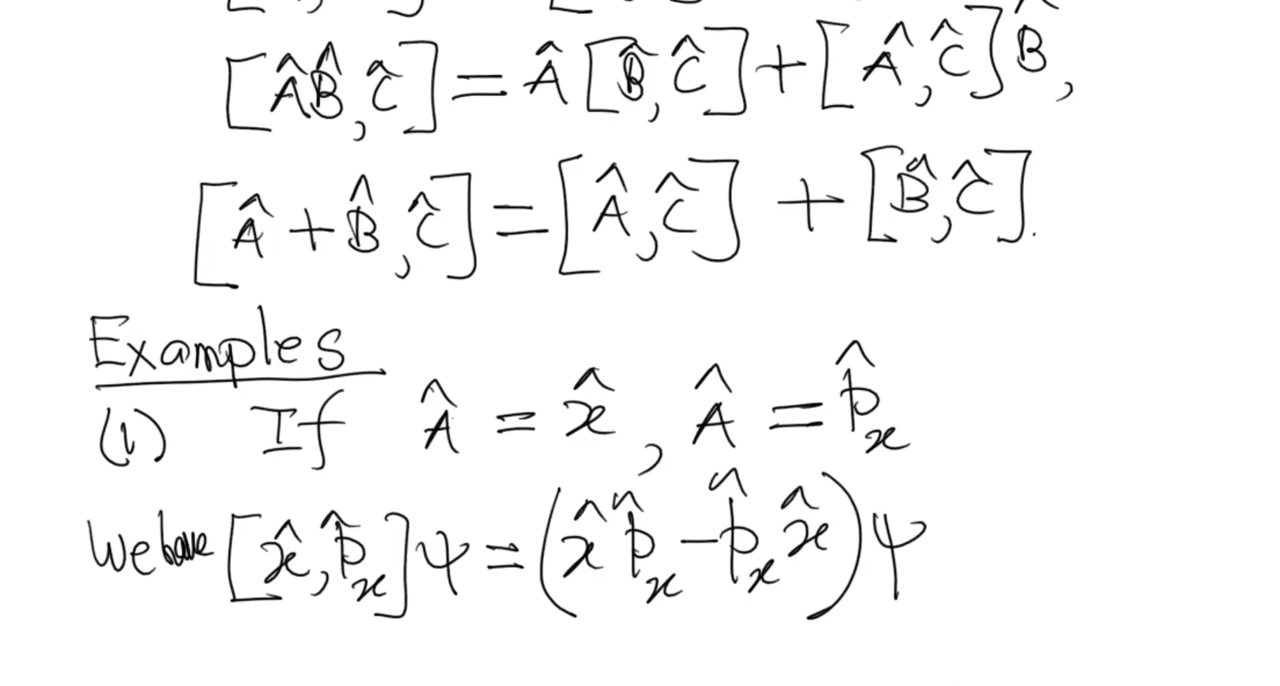 [ÂB̂, Ĉ] = Â[B̂, Ĉ] + [Â, Ĉ]B̂,
[Â + B̂, Ĉ] = [Â, Ĉ] + [B̂, Ĉ].
Examples
(1) If Â = x̂, Â = p̂ₓ
We have [x̂, p̂ₓ]ψ = (x̂p̂ₓ - p̂ₓx̂)ψ